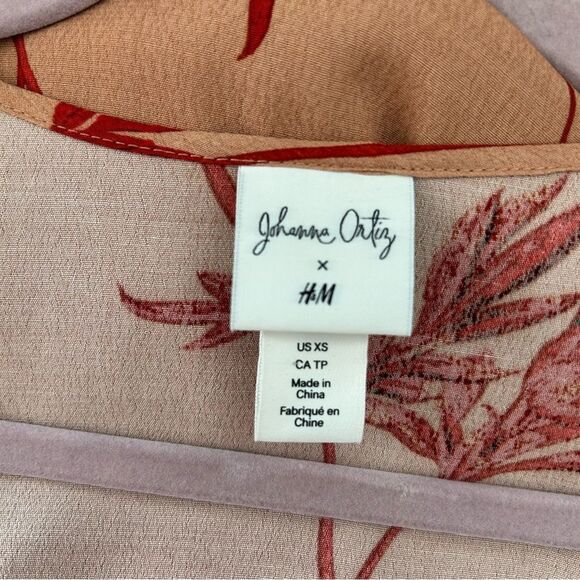 Johanna Ortiz
×
H&M
US XS
CA TP
Made in
China
Fabriqué en
Chine